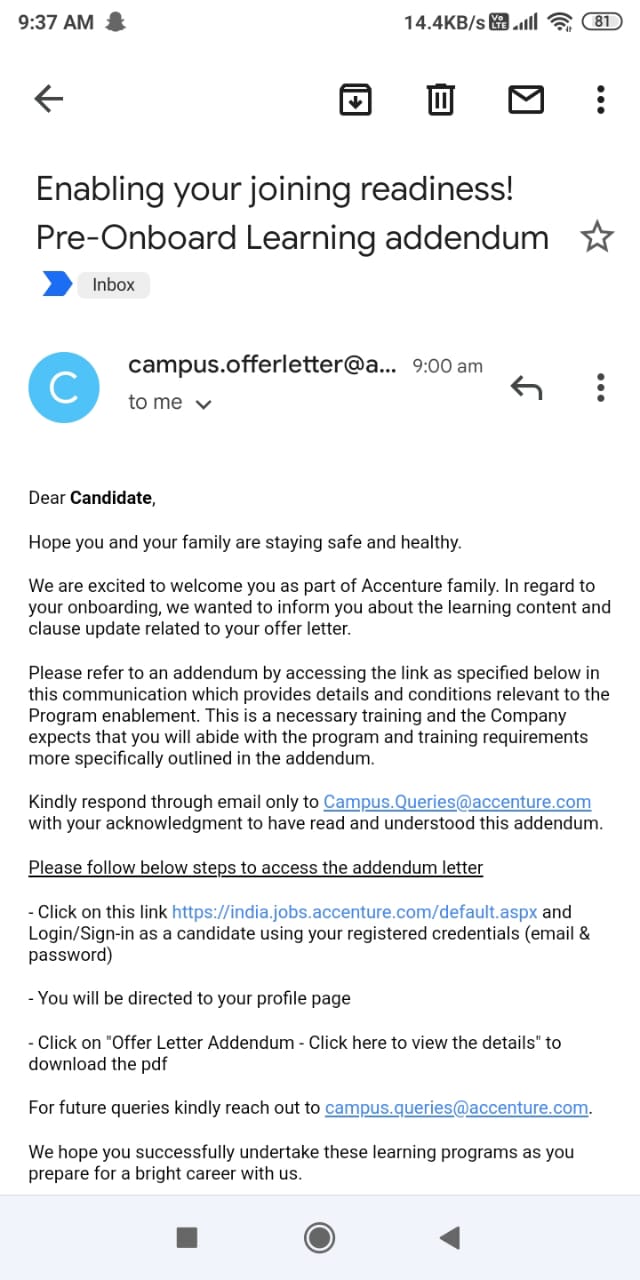 9:37 AM 14.4KB/s Vo LTE 81
Enabling your joining readiness!
Pre-Onboard Learning addendum
Inbox
C
campus.offerletter@a... 9:00 am
to me
Dear Candidate,
Hope you and your family are staying safe and healthy.
We are excited to welcome you as part of Accenture family. In regard to
your onboarding, we wanted to inform you about the learning content and
clause update related to your offer letter.
Please refer to an addendum by accessing the link as specified below in
this communication which provides details and conditions relevant to the
Program enablement. This is a necessary training and the Company
expects that you will abide with the program and training requirements
more specifically outlined in the addendum.
Kindly respond through email only to Campus.Queries@accenture.com
with your acknowledgment to have read and understood this addendum.
Please follow below steps to access the addendum letter
- Click on this link https://india.jobs.accenture.com/default.aspx and
Login/Sign-in as a candidate using your registered credentials (email &
password)
- You will be directed to your profile page
- Click on "Offer Letter Addendum - Click here to view the details" to
download the pdf
For future queries kindly reach out to campus.queries@accenture.com.
We hope you successfully undertake these learning programs as you
prepare for a bright career with us.